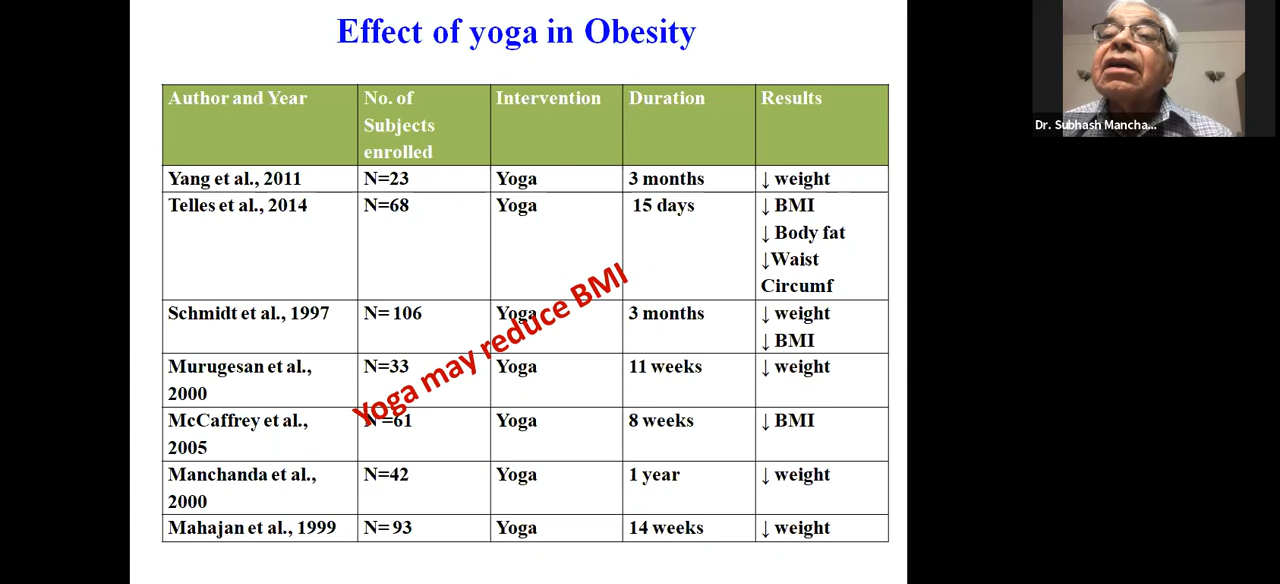 Effect of yoga in Obesity
Dr. Subhash Mancha...
Author and Year No. of Subjects enrolled Intervention Duration Results
Yang et al., 2011 N=23 Yoga 3 months ↓ weight
Telles et al., 2014 N=68 Yoga 15 days ↓ BMI
↓ Body fat
↓Waist
Circumf
Schmidt et al., 1997 N= 106 Yoga 3 months ↓ weight
↓ BMI
Murugesan et al., 2000 N=33 Yoga 11 weeks ↓ weight
McCaffrey et al., 2005 N =61 Yoga 8 weeks ↓ BMI
Manchanda et al., 2000 N=42 Yoga 1 year ↓ weight
Mahajan et al., 1999 N= 93 Yoga 14 weeks ↓ weight
Yoga may reduce BMI